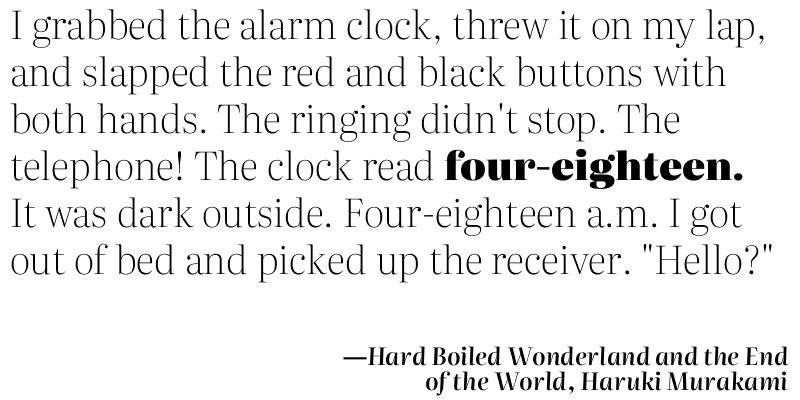 I grabbed the alarm clock, threw it on my lap,
and slapped the red and black buttons with
both hands. The ringing didn't stop. The
telephone! The clock read four-eighteen.
It was dark outside. Four-eighteen a.m. I got
out of bed and picked up the receiver. "Hello?"
—Hard Boiled Wonderland and the End
of the World, Haruki Murakami